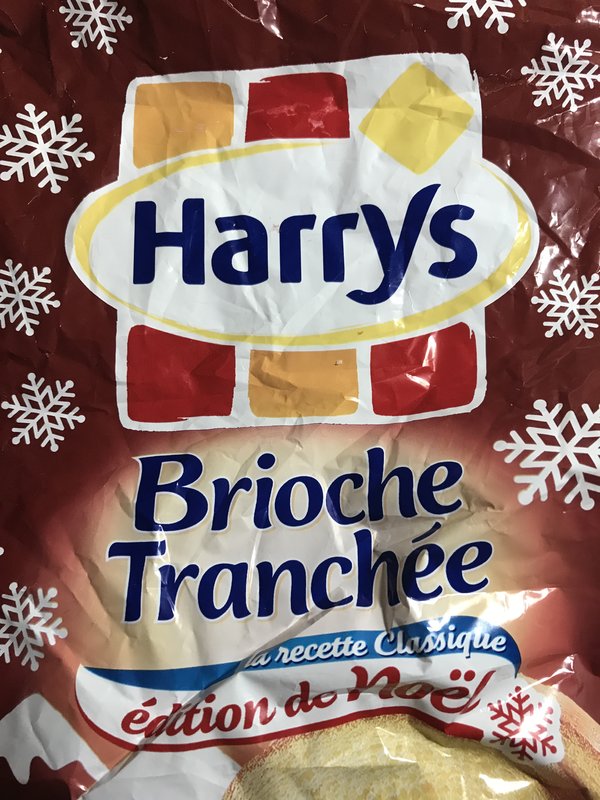 Harrys
Brioche
Tranchée
la recette Classique
édition de Noël